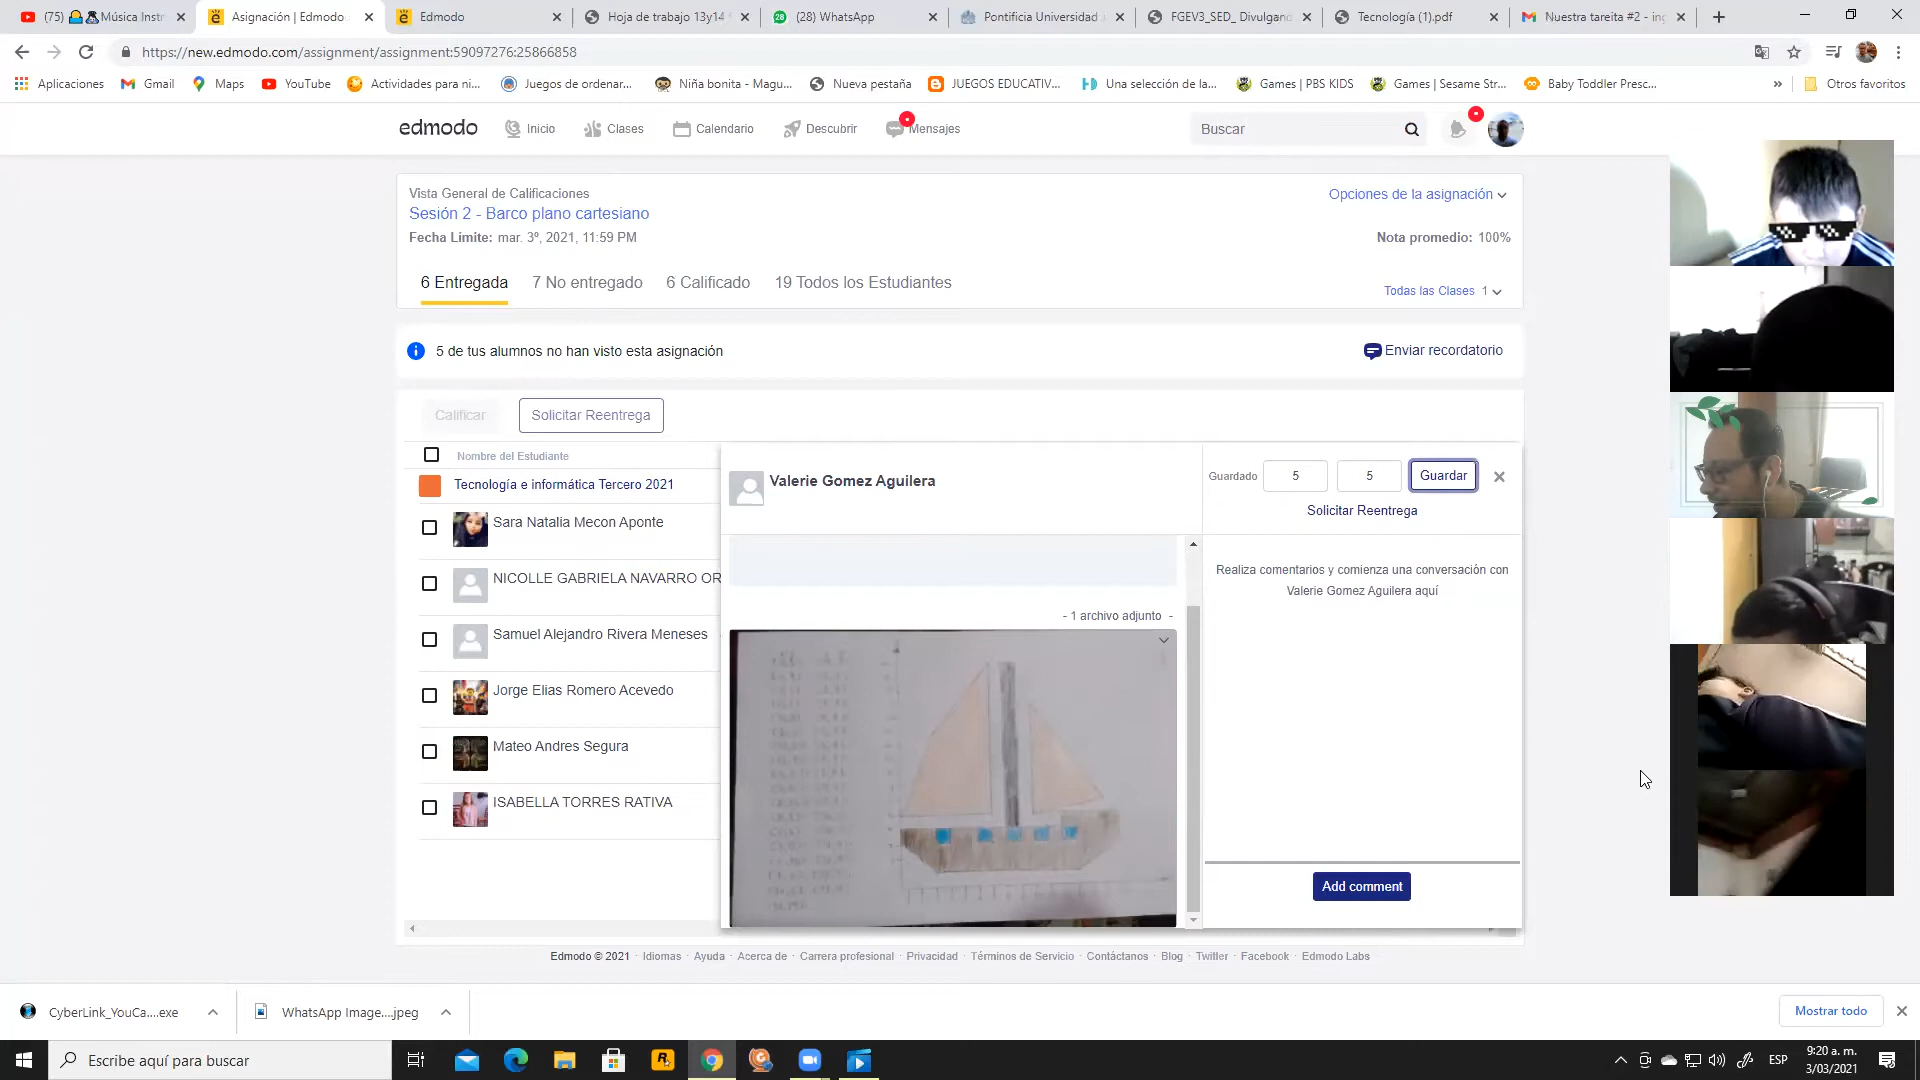 (75) Música Instr
Asignación | Edmodo
Edmodo
Hoja de trabajo 13y14
(28) WhatsApp
Pontificia Universidad
FGEV3_SED_ Divulgand
Tecnología (1).pdf
Nuestra tareita #2 - in
https://new.edmodo.com/assignment/assignment:59097276:25866858
Aplicaciones
Gmail
Maps
YouTube
Actividades para ni...
Juegos de ordenar...
Niña bonita - Magu...
Nueva pestaña
JUEGOS EDUCATIV...
Una selección de la...
Games | PBS KIDS
Games | Sesame Str...
Baby Toddler Presc...
»
Otros favoritos
edmodo
Inicio
Clases
Calendario
Descubrir
Mensajes
Buscar
Vista General de Calificaciones
Opciones de la asignación
Sesión 2 - Barco plano cartesiano
Fecha Limite: mar. 3º, 2021, 11:59 PM
Nota promedio: 100%
6 Entregada
7 No entregado
6 Calificado
19 Todos los Estudiantes
Todas las Clases 1
5 de tus alumnos no han visto esta asignación
Enviar recordatorio
Calificar
Solicitar Reentrega
Nombre del Estudiante
Tecnología e informática Tercero 2021
Sara Natalia Mecon Aponte
NICOLLE GABRIELA NAVARRO OR
Samuel Alejandro Rivera Meneses
Jorge Elias Romero Acevedo
Mateo Andres Segura
ISABELLA TORRES RATIVA
Valerie Gomez Aguilera
Guardado
5
5
Guardar
Solicitar Reentrega
- 1 archivo adjunto -
Realiza comentarios y comienza una conversación con
Valerie Gomez Aguilera aquí
Add comment
Edmodo © 2021 · Idiomas · Ayuda · Acerca de · Carrera profesional · Privacidad · Términos de Servicio · Contáctanos · Blog · Twitter · Facebook · Edmodo Labs
CyberLink_YouCa....exe
WhatsApp Image....jpeg
Mostrar todo
Escribe aquí para buscar
ESP
9:20 a. m.
3/03/2021